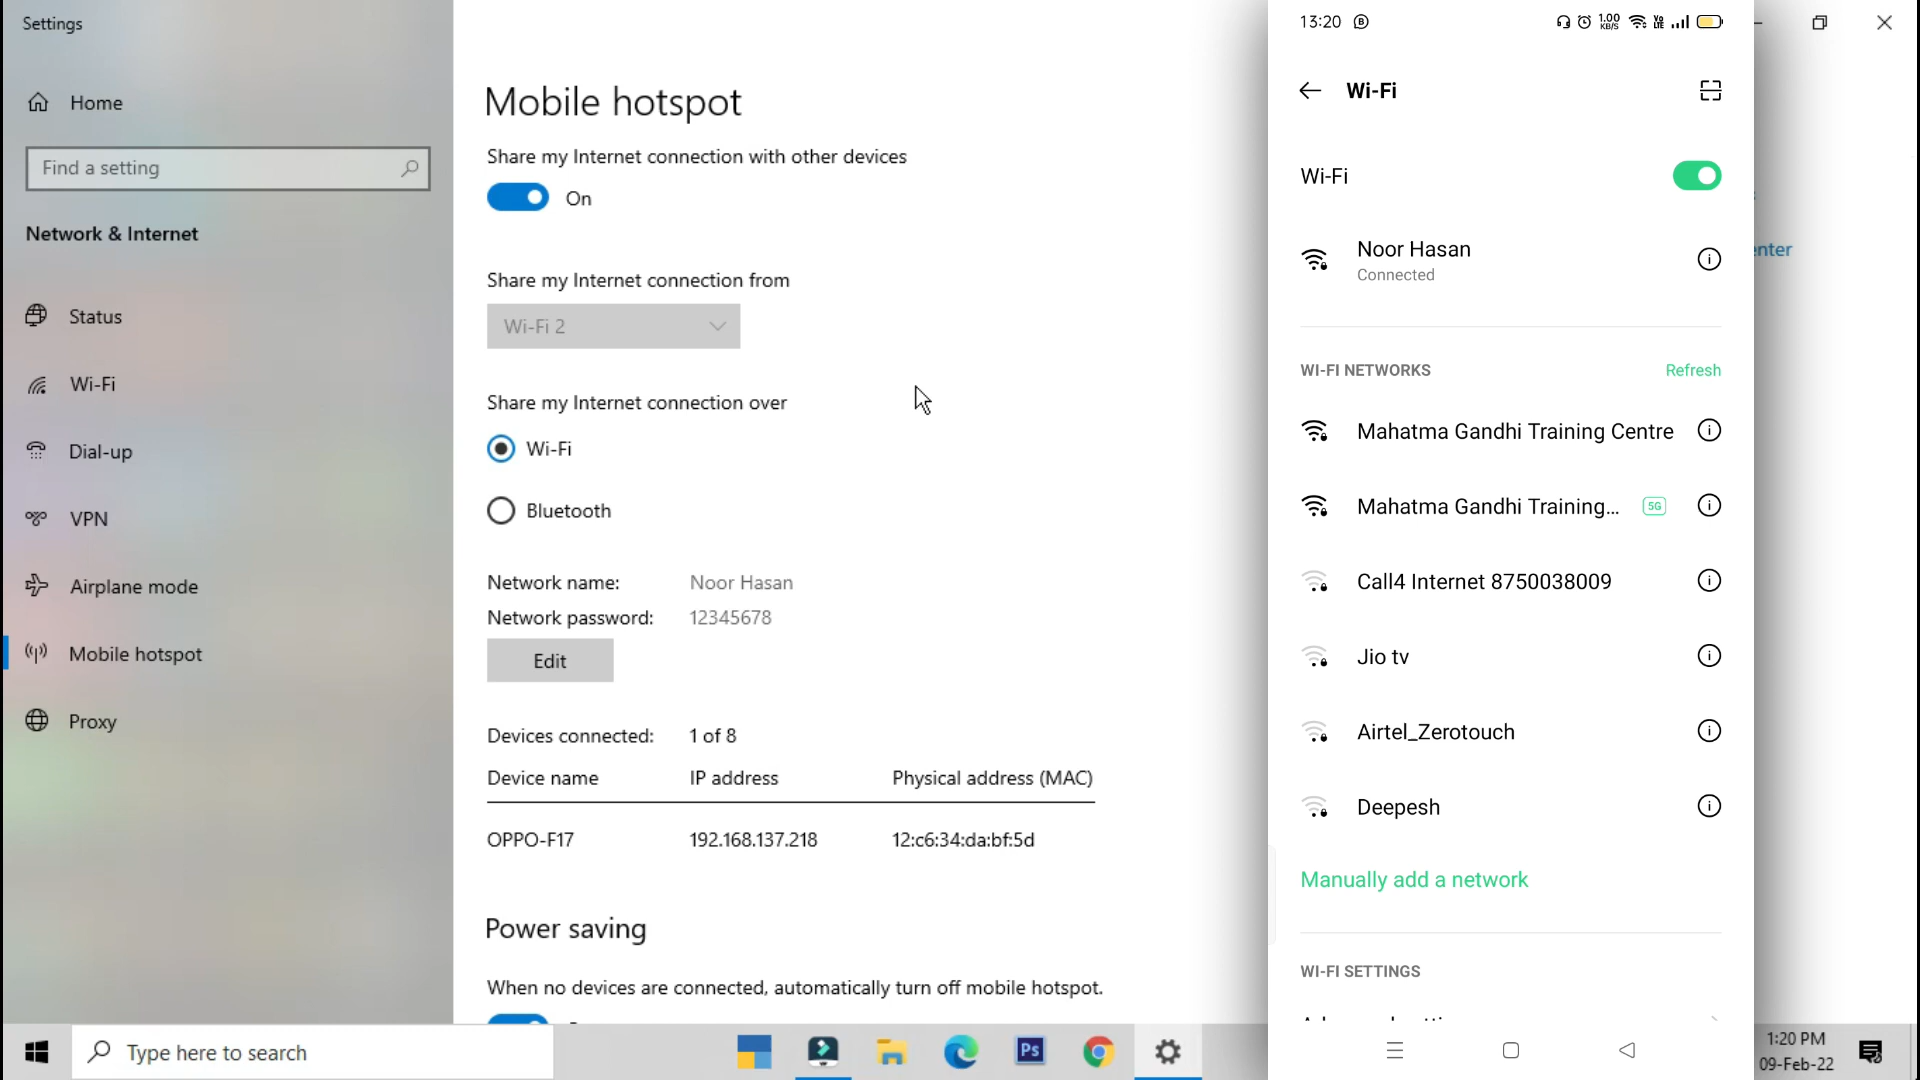 Settings
Home
Find a setting
Network & Internet
Status
Wi-Fi
Dial-up
VPN
Airplane mode
Mobile hotspot
Proxy
Mobile hotspot
Share my Internet connection with other devices
On
Share my Internet connection from
Wi-Fi 2
Share my Internet connection over
Wi-Fi
Bluetooth
Network name: Noor Hasan
Network password: 12345678
Edit
Devices connected: 1 of 8
Device name IP address Physical address (MAC)
OPPO-F17 192.168.137.218 12:c6:34:da:bf:5d
Power saving
When no devices are connected, automatically turn off mobile hotspot.
13:20
1.00
KB/S
Wi-Fi
Wi-Fi
Noor Hasan
Connected
WI-FI NETWORKS Refresh
Mahatma Gandhi Training Centre
Mahatma Gandhi Training... 5G
Call4 Internet 8750038009
Jio tv
Airtel_Zerotouch
Deepesh
Manually add a network
WI-FI SETTINGS
enter
Type here to search
Ps
1:20 PM
09-Feb-22